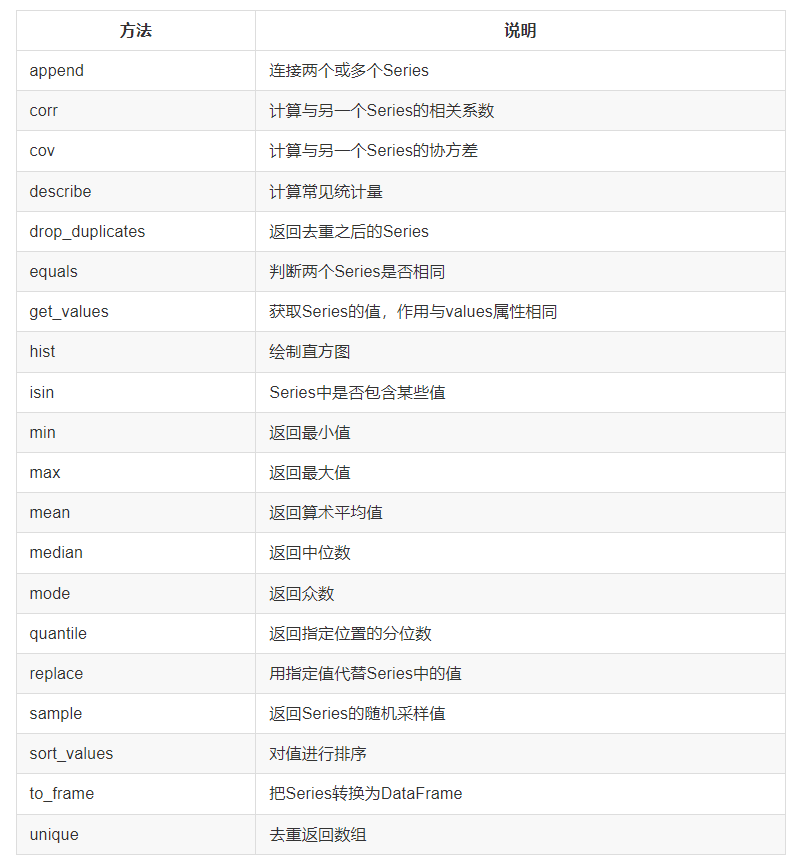 方法 说明
append 连接两个或多个Series
corr 计算与另一个Series的相关系数
cov 计算与另一个Series的协方差
describe 计算常见统计量
drop_duplicates 返回去重之后的Series
equals 判断两个Series是否相同
get_values 获取Series的值，作用与values属性相同
hist 绘制直方图
isin Series中是否包含某些值
min 返回最小值
max 返回最大值
mean 返回算术平均值
median 返回中位数
mode 返回众数
quantile 返回指定位置的分位数
replace 用指定值代替Series中的值
sample 返回Series的随机采样值
sort_values 对值进行排序
to_frame 把Series转换为DataFrame
unique 去重返回数组